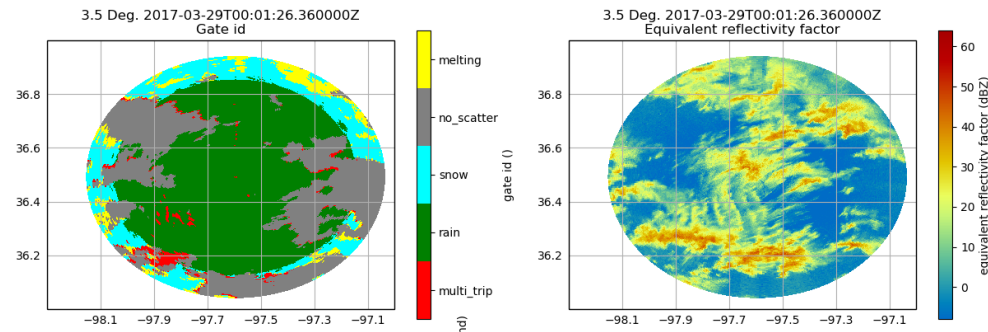 3.5 Deg. 2017-03-29T00:01:26.360000Z
Gate id
36.8
36.6
36.4
36.2
−98.1
−97.9
−97.7
−97.5
−97.3
−97.1
melting
no_scatter
snow
rain
multi_trip
gate id ()
nd)
3.5 Deg. 2017-03-29T00:01:26.360000Z
Equivalent reflectivity factor
36.8
36.6
36.4
36.2
−98.1
−97.9
−97.7
−97.5
−97.3
−97.1
60
50
40
30
20
10
0
equivalent reflectivity factor (dBZ)